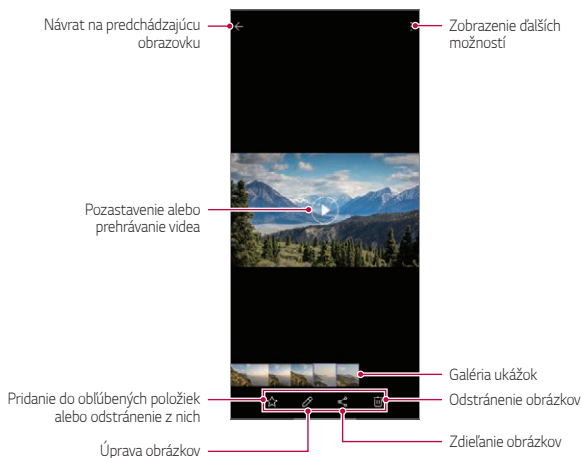 Návrat na predchádzajúcu
obrazovku
Zobrazenie ďalších
možností
Pozastavenie alebo
prehrávanie videa
Galéria ukážok
Pridanie do obľúbených položiek
alebo odstránenie z nich
Odstránenie obrázkov
Úprava obrázkov
Zdieľanie obrázkov